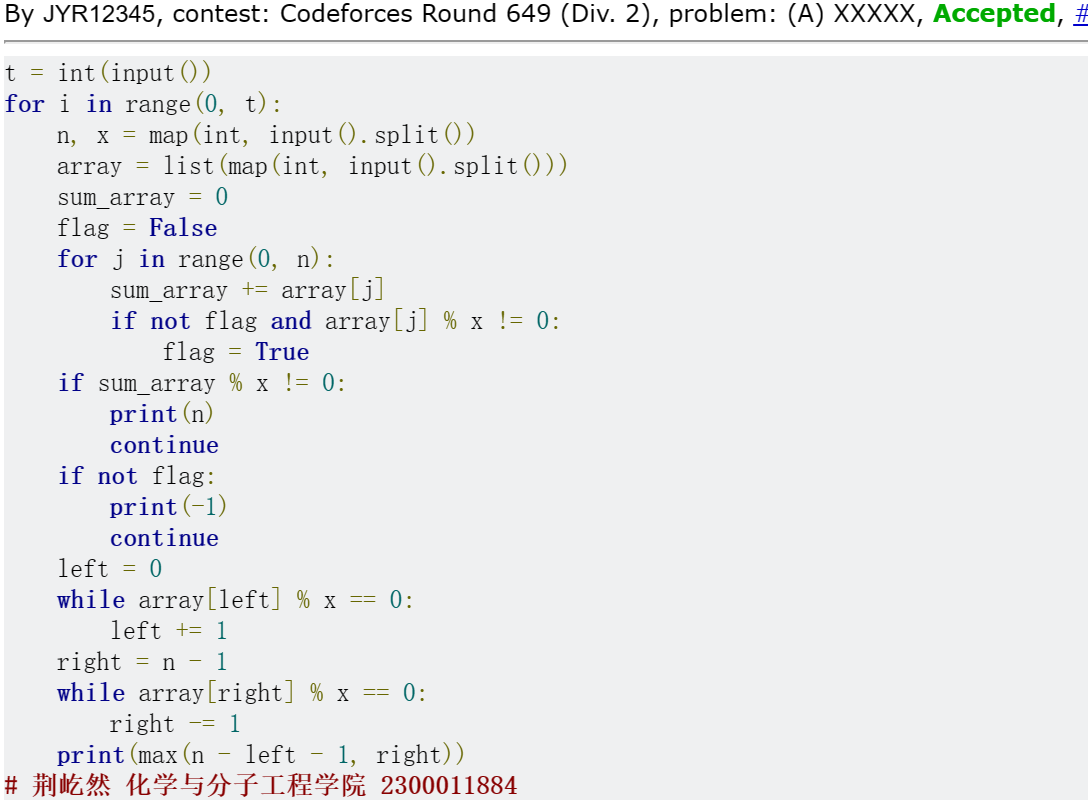 By JYR12345, contest: Codeforces Round 649 (Div. 2), problem: (A) XXXXX, Accepted, #
t = int(input())
for i in range(0, t):
    n, x = map(int, input().split())
    array = list(map(int, input().split()))
    sum_array = 0
    flag = False
    for j in range(0, n):
        sum_array += array[j]
        if not flag and array[j] % x != 0:
            flag = True
    if sum_array % x != 0:
        print(n)
        continue
    if not flag:
        print(-1)
        continue
    left = 0
    while array[left] % x == 0:
        left += 1
    right = n - 1
    while array[right] % x == 0:
        right -= 1
    print(max(n - left - 1, right))
# 荆屹然 化学与分子工程学院 2300011884